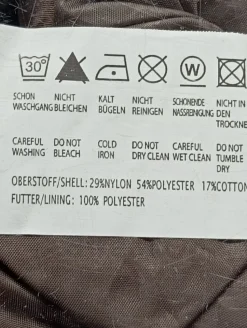 30°
W
SCHON WASCHGANG NICHT BLEICHEN KALT BÜGELN NICHT REINIGEN SCHONENDE NASSREINIGUNG NICHT IN DEN TROCKNE
CAREFUL WASHING DO NOT BLEACH COLD IRON DO NOT DRY CLEAN CAREFUL WET CLEAN DO NOT TUMBLE DRY
OBERSTOFF/SHELL: 29%NYLON 54%POLYESTER 17%COTTON
FUTTER/LINING: 100% POLYESTER